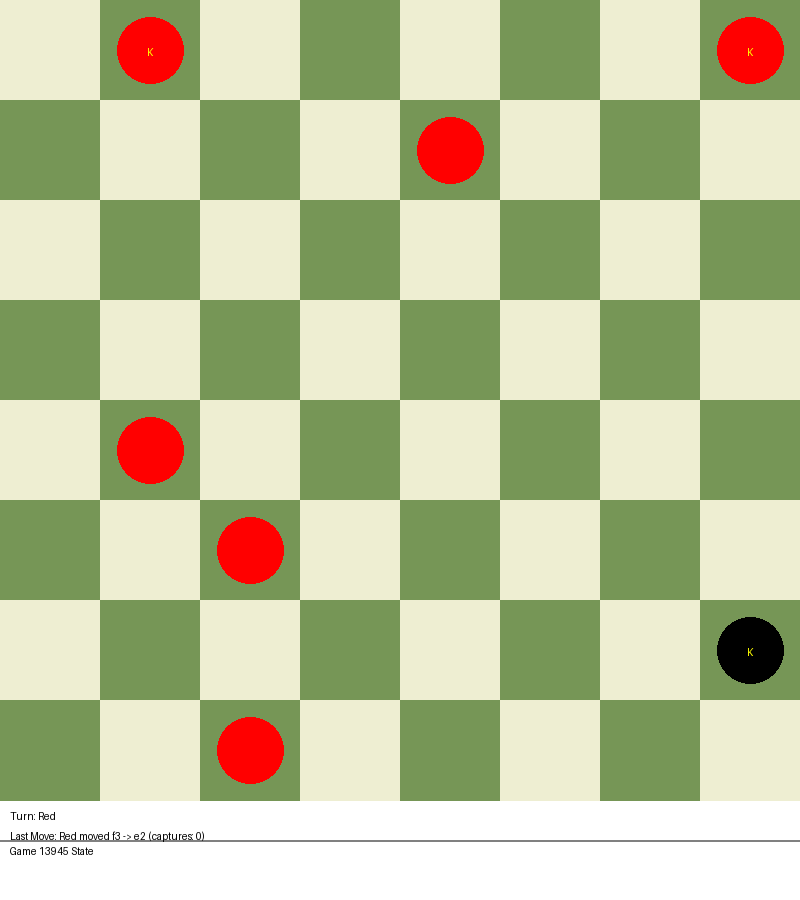 K K
K
Turn: Red
Last Move: Red moved f3 -> e2 (captures: 0)
Game 13945 State